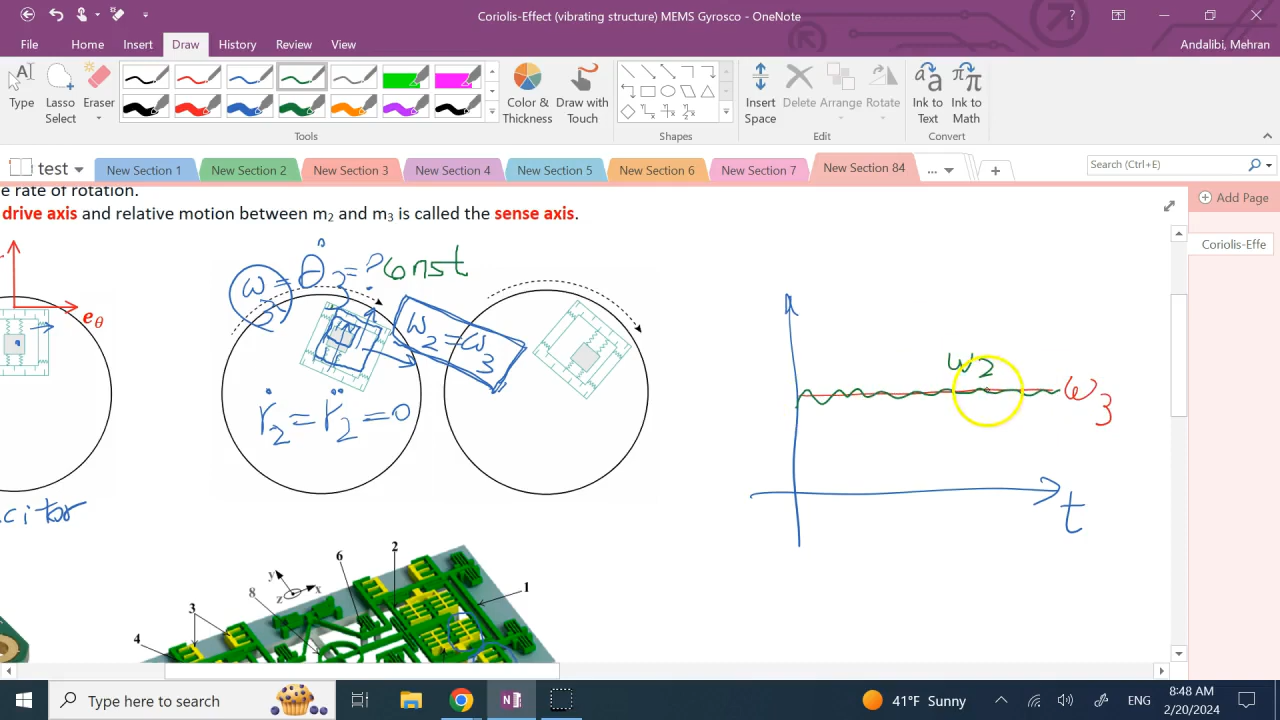 Coriolis-Effect (vibrating structure) MEMS Gyrosco - OneNote
File Home Insert Draw History Review View
Andalibi, Mehran
Type
Lasso Select
Eraser
Color & Thickness
Draw with Touch
Insert Space
Delete
Arrange
Rotate
Ink to Text
Ink to Math
Tools
Shapes
Edit
Convert
test
New Section 1
New Section 2
New Section 3
New Section 4
New Section 5
New Section 6
New Section 7
New Section 84
...
Search (Ctrl+E)
Add Page
Coriolis-Effe
e rate of rotation.
drive axis and relative motion between m2 and m3 is called the sense axis.
eθ
ω2 = θ̇3 = ? const
ω2 = ω3
ṙ2 = r̈2 = 0
citor
ω2
ω3
t
y x z
1
2
3
4
6
8
Type here to search
41°F Sunny
ENG
8:48 AM
2/20/2024